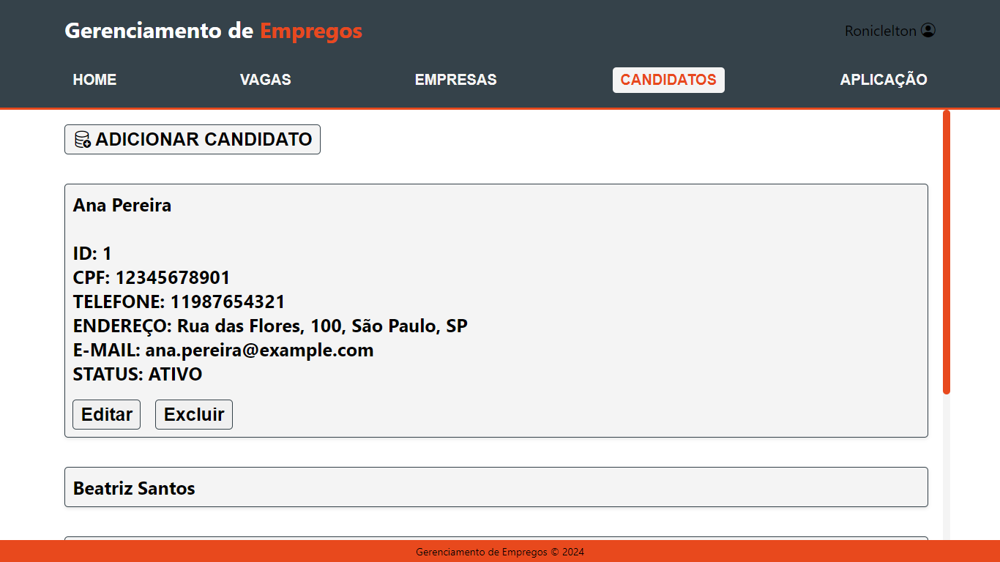 Gerenciamento de Empregos
Roniclelton
HOME VAGAS EMPRESAS CANDIDATOS APLICAÇÃO
ADICIONAR CANDIDATO
Ana Pereira
ID: 1
CPF: 12345678901
TELEFONE: 11987654321
ENDEREÇO: Rua das Flores, 100, São Paulo, SP
E-MAIL: ana.pereira@example.com
STATUS: ATIVO
Editar Excluir
Beatriz Santos
Gerenciamento de Empregos © 2024